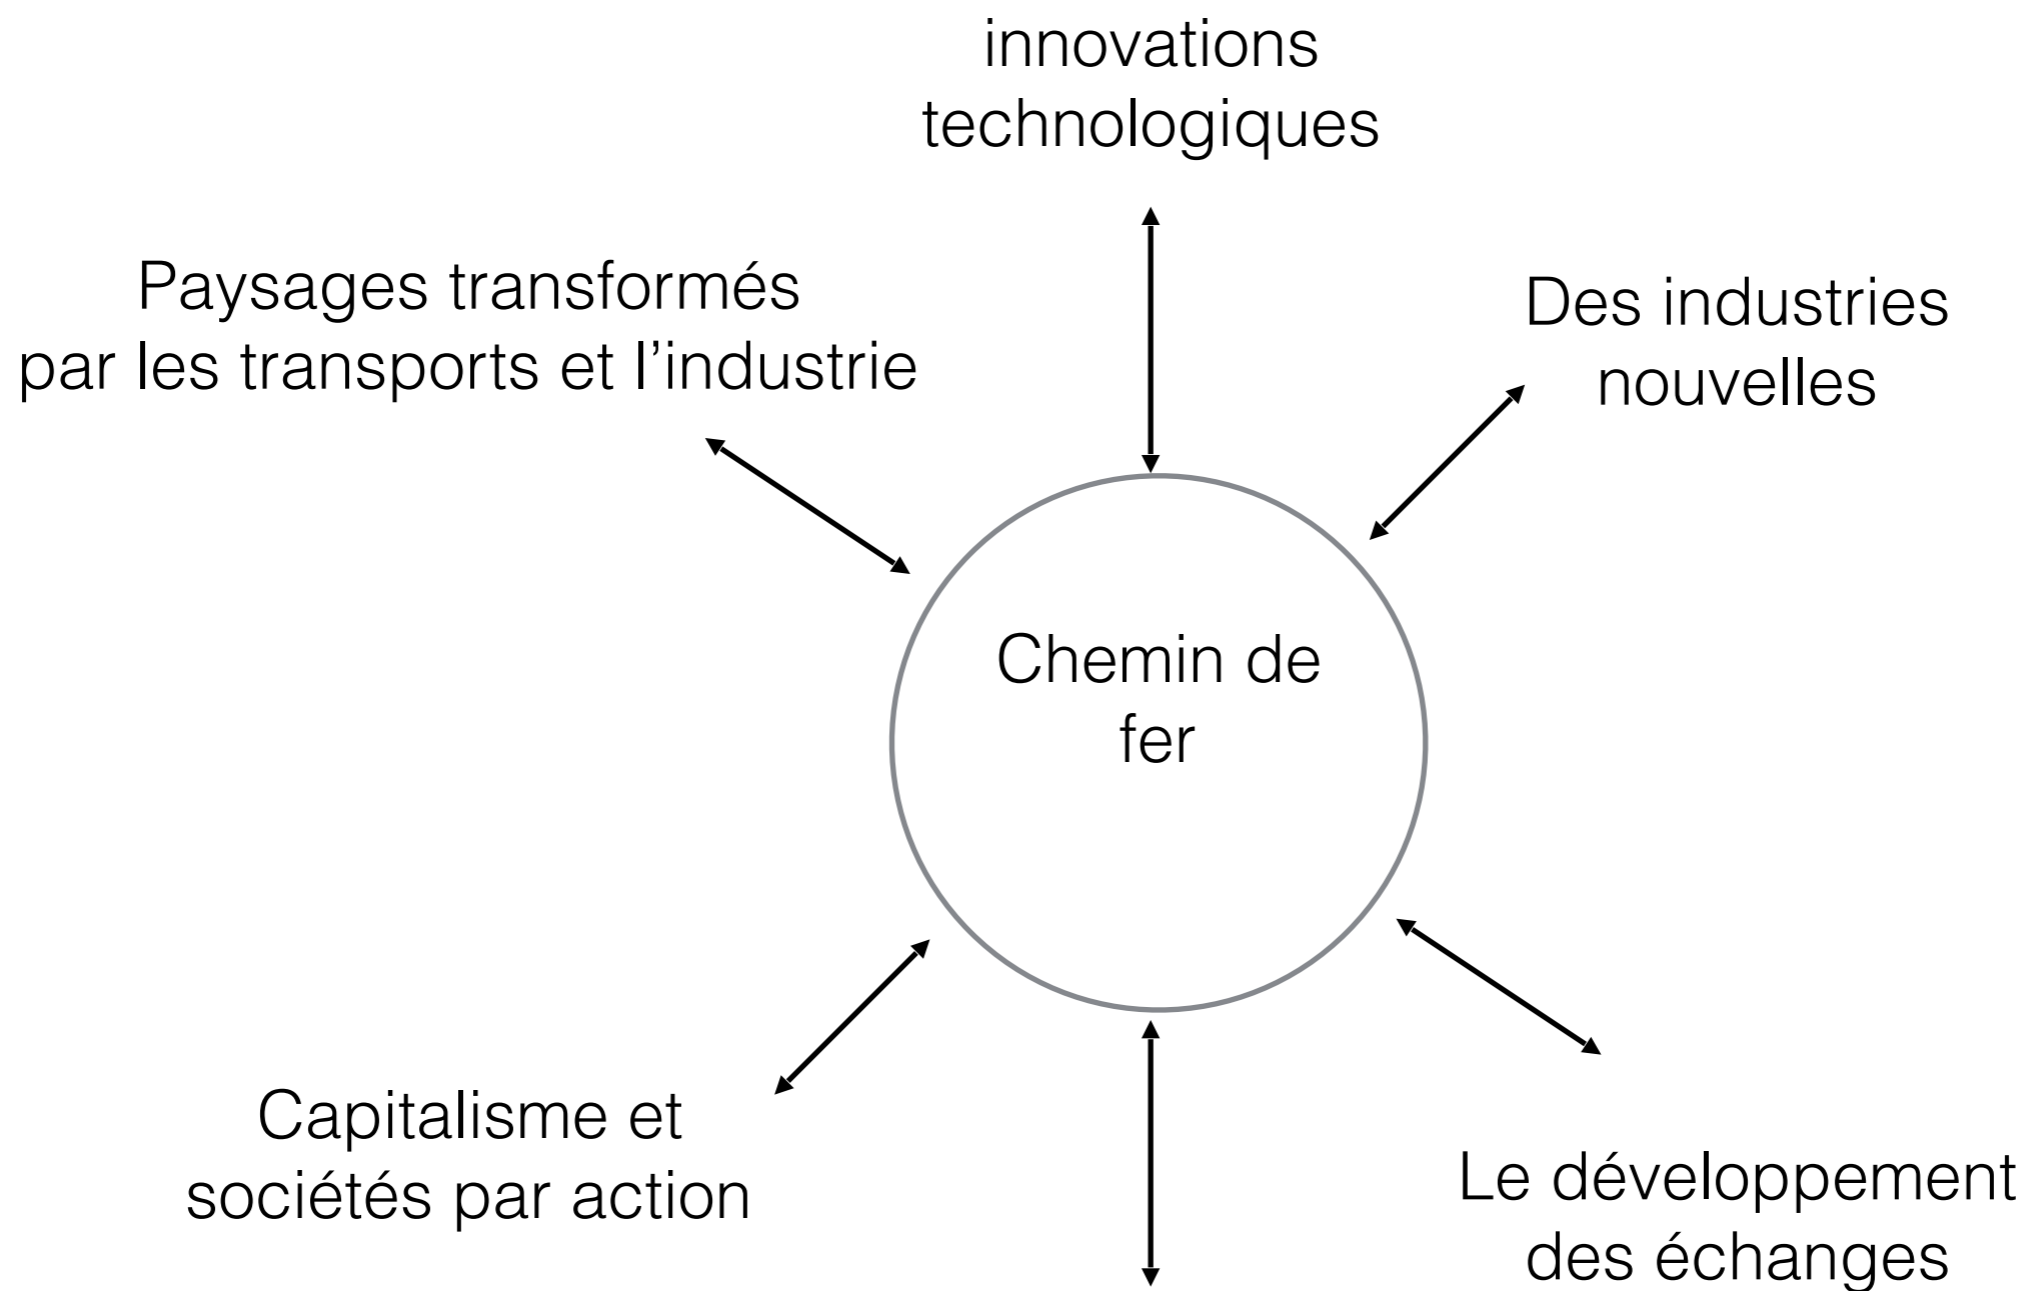 innovations
technologiques
Paysages transformés
par les transports et l’industrie
Des industries
nouvelles
Chemin de
fer
Capitalisme et
sociétés par action
Le développement
des échanges